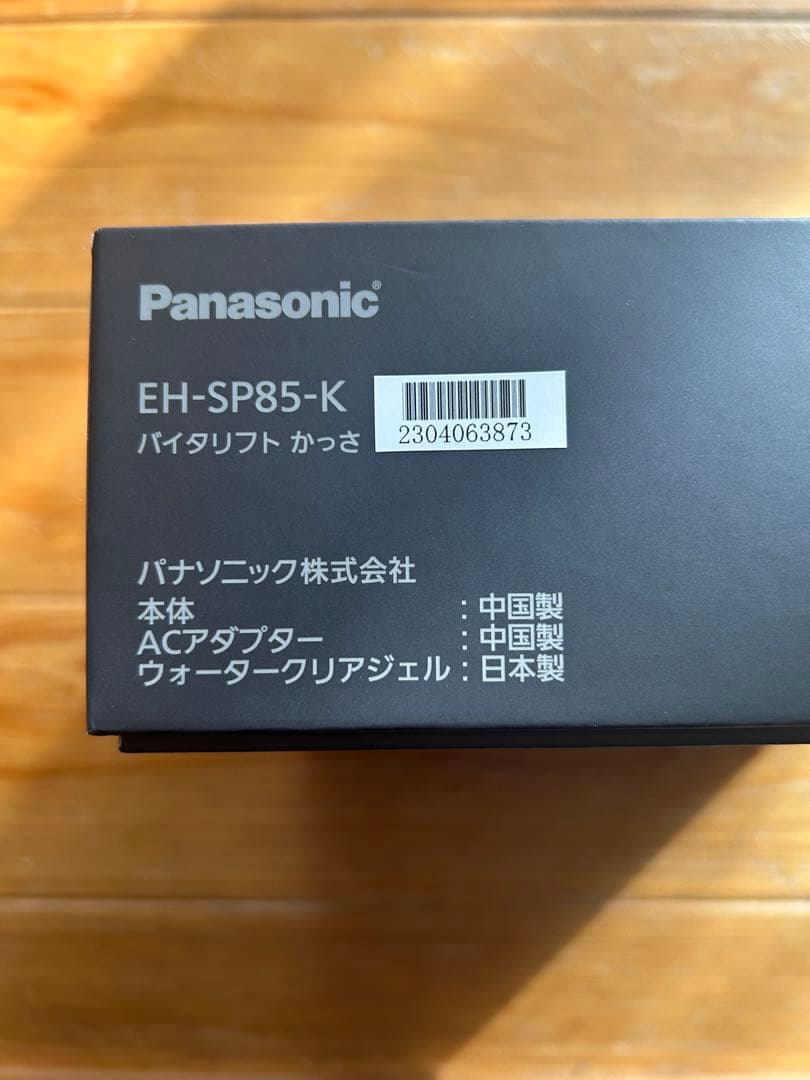 Panasonic®
EH-SP85-K
バイタリフト かっさ
2304063873
パナソニック株式会社
本体 : 中国製
ACアダプター : 中国製
ウォータークリアジェル : 日本製